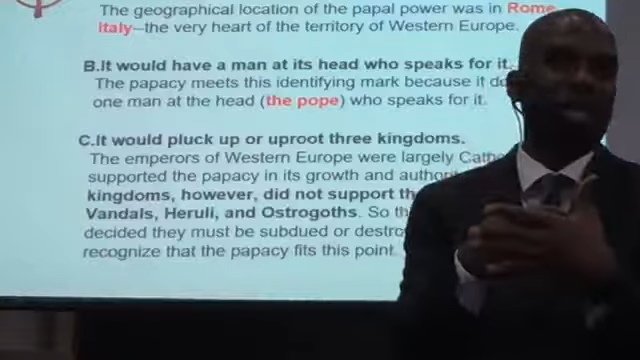 The geographical location of the papal power was in Rome,
Italy—the very heart of the territory of Western Europe.
B.It would have a man at its head who speaks for it.
The papacy meets this identifying mark because it
one man at the head (the pope) who speaks for it.
C.It would pluck up or uproot three kingdoms.
The emperors of Western Europe were largely
supported the papacy in its growth and
kingdoms, however, did not support
Vandals, Heruli, and Ostrogoths. So
decided they must be subdued or
recognize that the papacy fits this point.